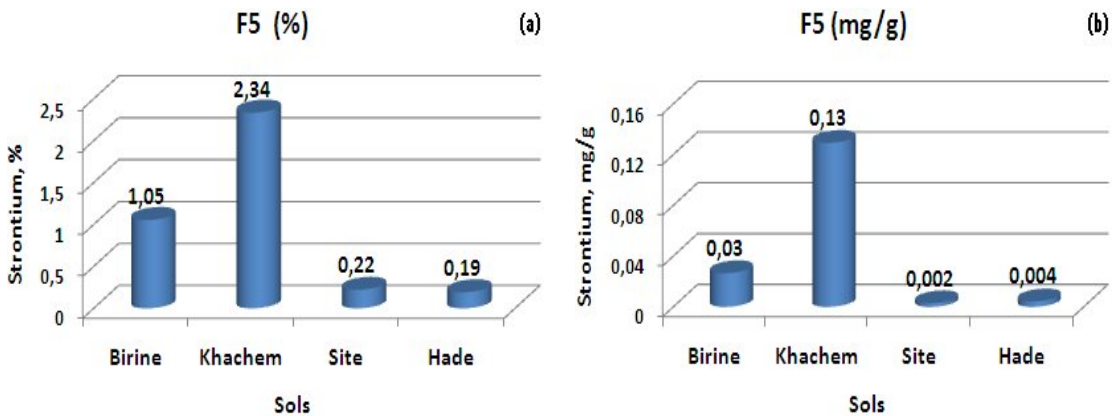 F5 (%)
(a)
Strontium, %
2,5
2
1,5
1
0,5
0
1,05
2,34
0,22
0,19
Birine Khachem Site Hade
Sols
F5 (mg/g)
(b)
Strontium, mg/g
0,16
0,12
0,08
0,04
0
0,03
0,13
0,002
0,004
Birine Khachem Site Hade
Sols